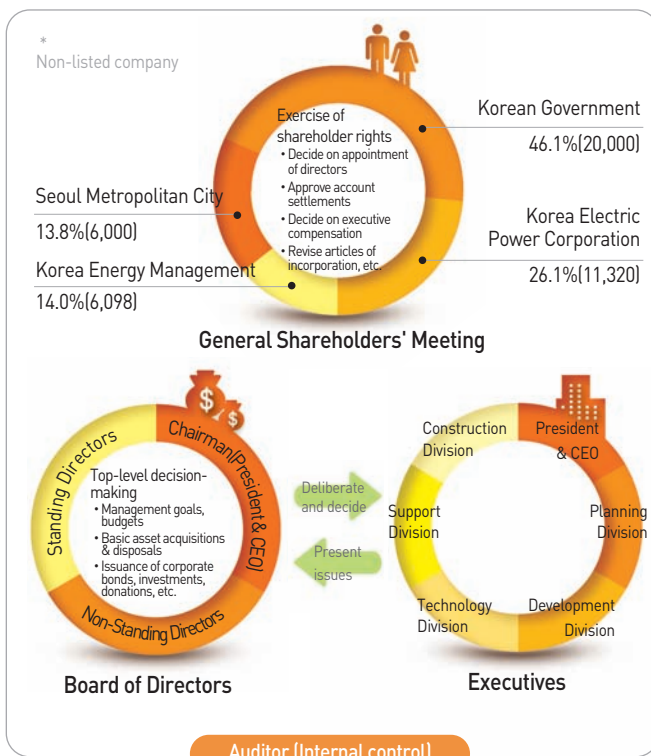 *
Non-listed company
Exercise of
shareholder rights
• Decide on appointment
of directors
• Approve account
settlements
• Decide on executive
compensation
• Revise articles of
incorporation, etc.
Korean Government
46.1%(20,000)
Seoul Metropolitan City
13.8%(6,000)
Korea Electric
Power Corporation
26.1%(11,320)
Korea Energy Management
14.0%(6,098)
General Shareholders' Meeting
Standing Directors
Chairman(President & CEO)
Non-Standing Directors
Top-level decision-
making
• Management goals,
budgets
• Basic asset acquisitions
& disposals
• Issuance of corporate
bonds, investments,
donations, etc.
Board of Directors
Deliberate
and decide
Present
issues
Construction
Division
President
& CEO
Support
Division
Planning
Division
Technology
Division
Development
Division
Executives
Auditor (Internal control)